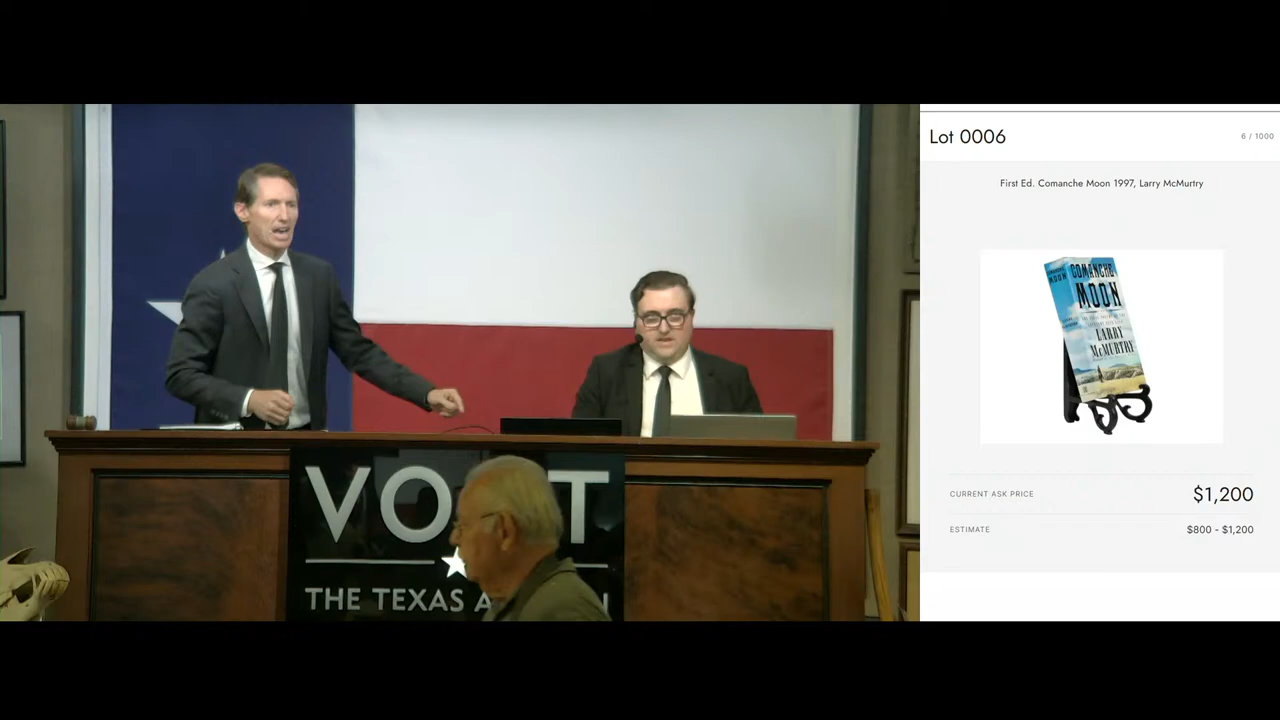 VO T
THE TEXAS A N
Lot 0006
6 / 1000
First Ed. Comanche Moon 1997, Larry McMurtry
COMANCHE
MOON
LARRY
McMURTRY
CURRENT ASK PRICE
$1,200
ESTIMATE
$800 - $1,200